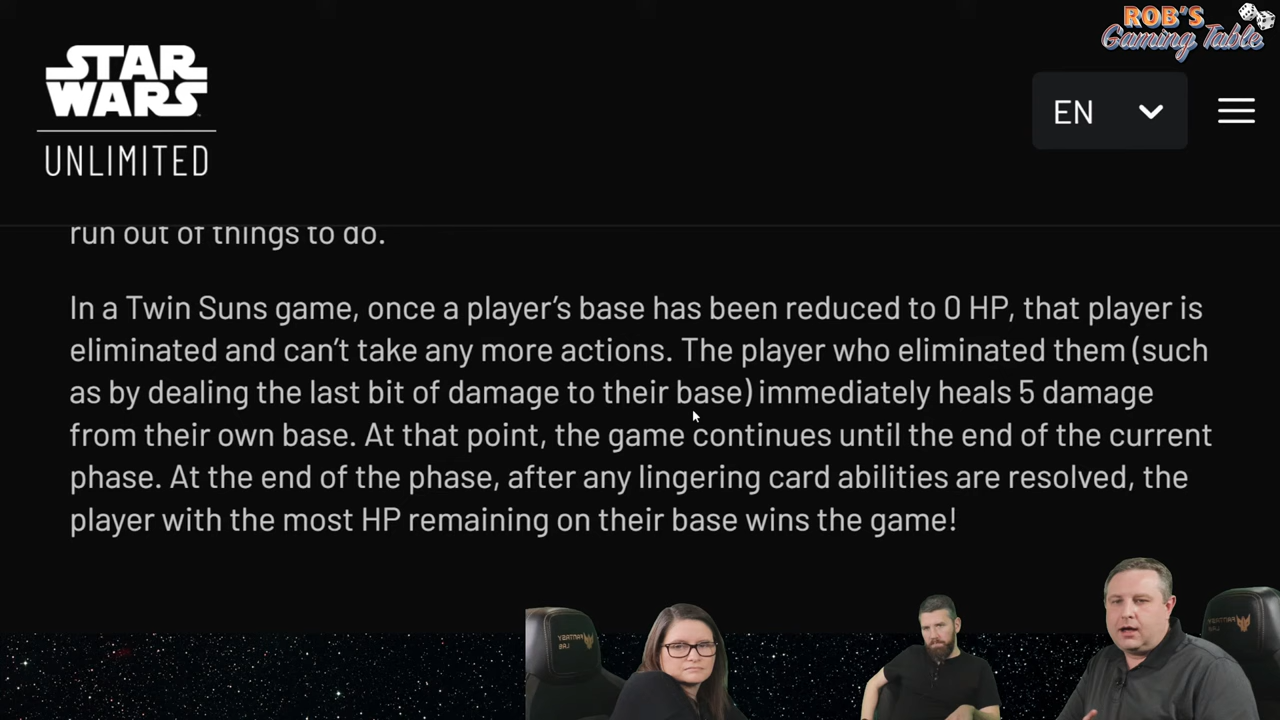 ROB'S
Gaming Table
STAR
WARS
UNLIMITED
EN
run out of things to do.
In a Twin Suns game, once a player's base has been reduced to 0 HP, that player is
eliminated and can't take any more actions. The player who eliminated them (such
as by dealing the last bit of damage to their base) immediately heals 5 damage
from their own base. At that point, the game continues until the end of the current
phase. At the end of the phase, after any lingering card abilities are resolved, the
player with the most HP remaining on their base wins the game!